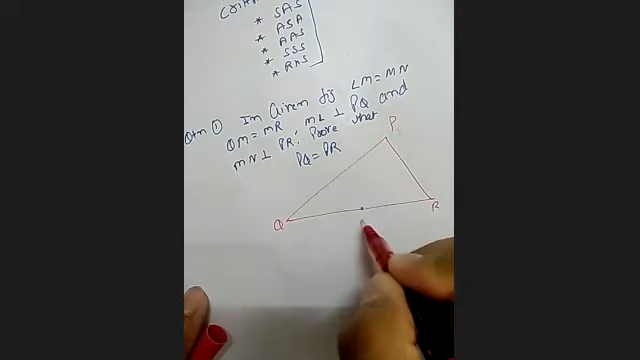 * SAS
* ASA
* AAS
* SSS
* RHS
Qtn ① In Given fig LM = MN
QM = MR, ML ⊥ PQ and
MN ⊥ PR. Prove that
PQ = PR
P
Q
R